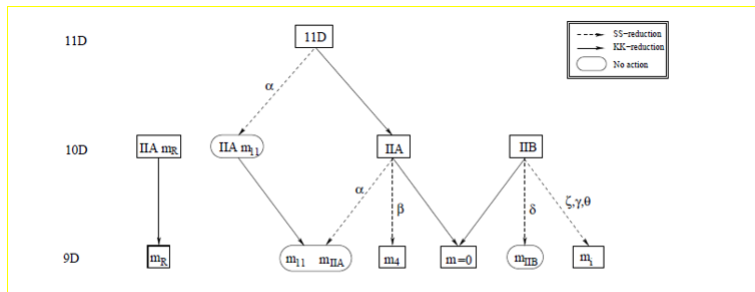 11D
11D
SS-reduction
KK-reduction
No action
α
10D
IIA m_R
IIA m_11
IIA
IIB
α
β
δ
ζ,γ,θ
9D
m_R
m_11 m_IIA
m_4
m=0
m_IIB
m_i